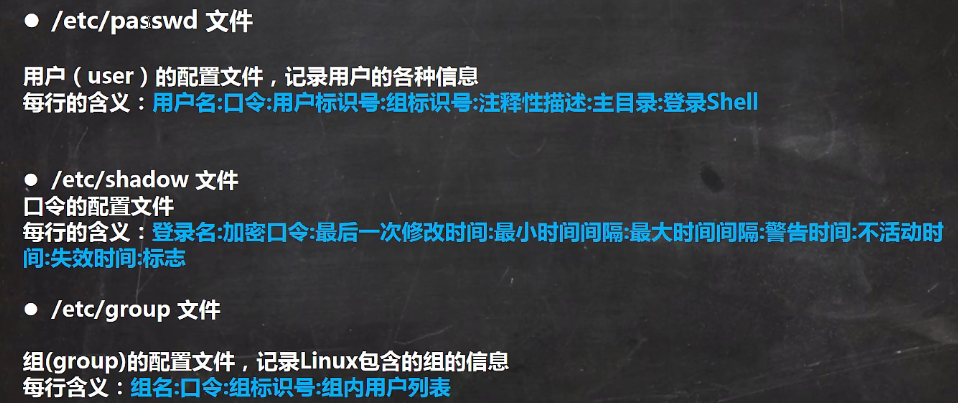 ● /etc/passwd 文件
用户（user）的配置文件，记录用户的各种信息
每行的含义：用户名:口令:用户标识号:组标识号:注释性描述:主目录:登录Shell
● /etc/shadow 文件
口令的配置文件
每行的含义：登录名:加密口令:最后一次修改时间:最小时间间隔:最大时间间隔:警告时间:不活动时
间:失效时间:标志
● /etc/group 文件
组(group)的配置文件，记录Linux包含的组的信息
每行含义：组名:口令:组标识号:组内用户列表